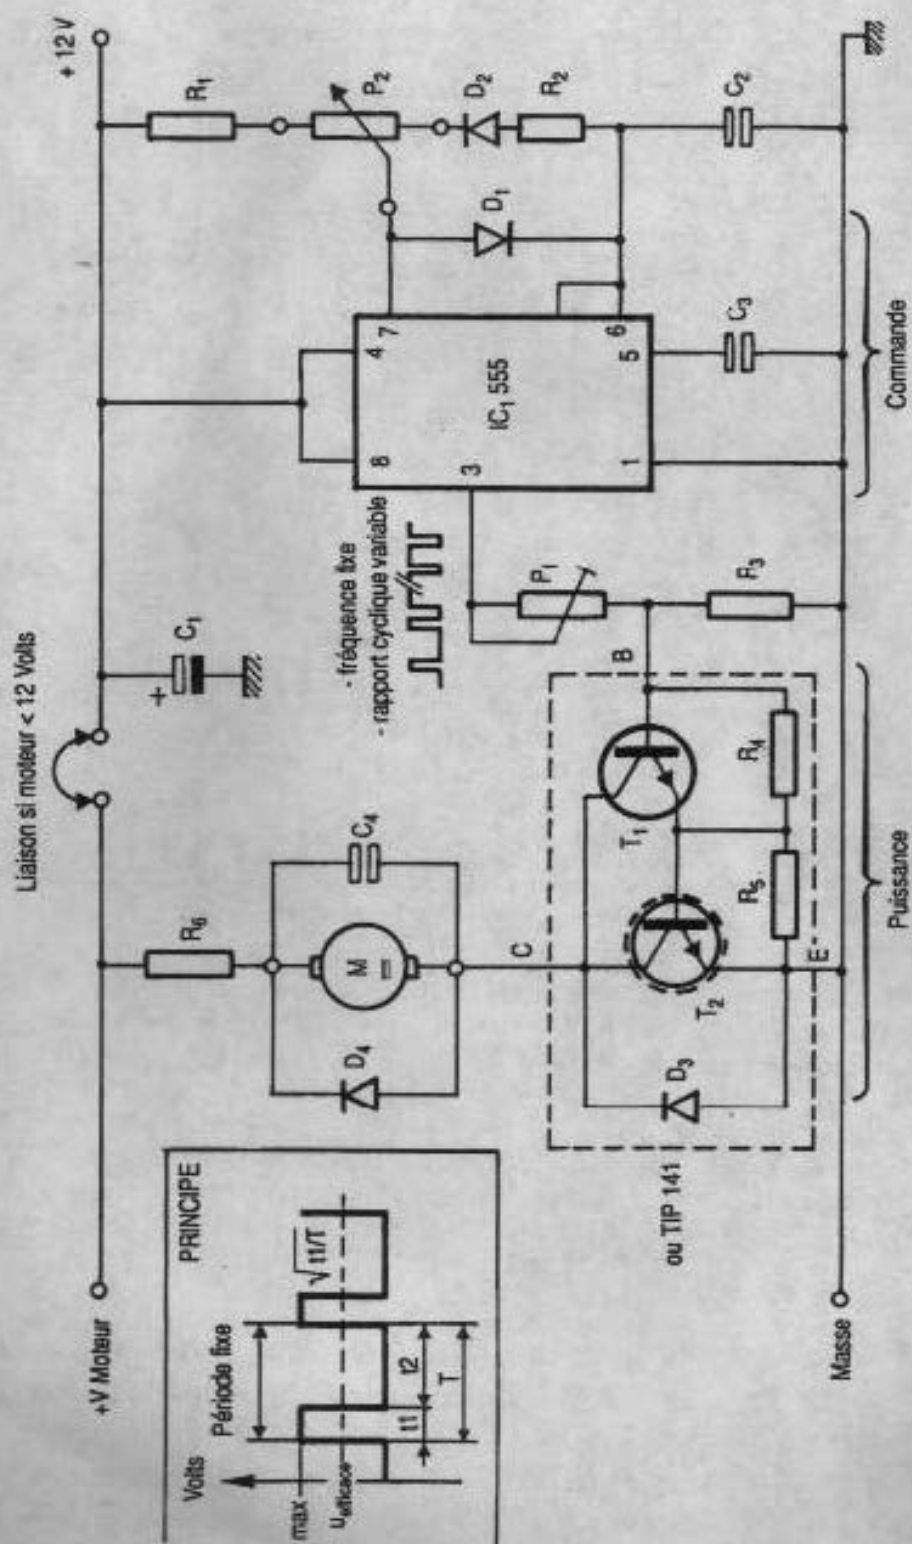 Liaison si moteur < 12 Volts
+V Moteur
+ 12 V
PRINCIPE
Volts
Période fixe
max
Uefficace
√t1/T
t1
t2
T
R6
D4
M
C4
+
C1
- fréquence fixe
- rapport cyclique variable
R1
P2
D2
R2
D1
C2
8
4
7
3
IC1 555
6
5
1
C3
P1
R3
B
C
T1
T2
R4
R5
D3
E
ou TIP 141
Masse
Puissance
Commande